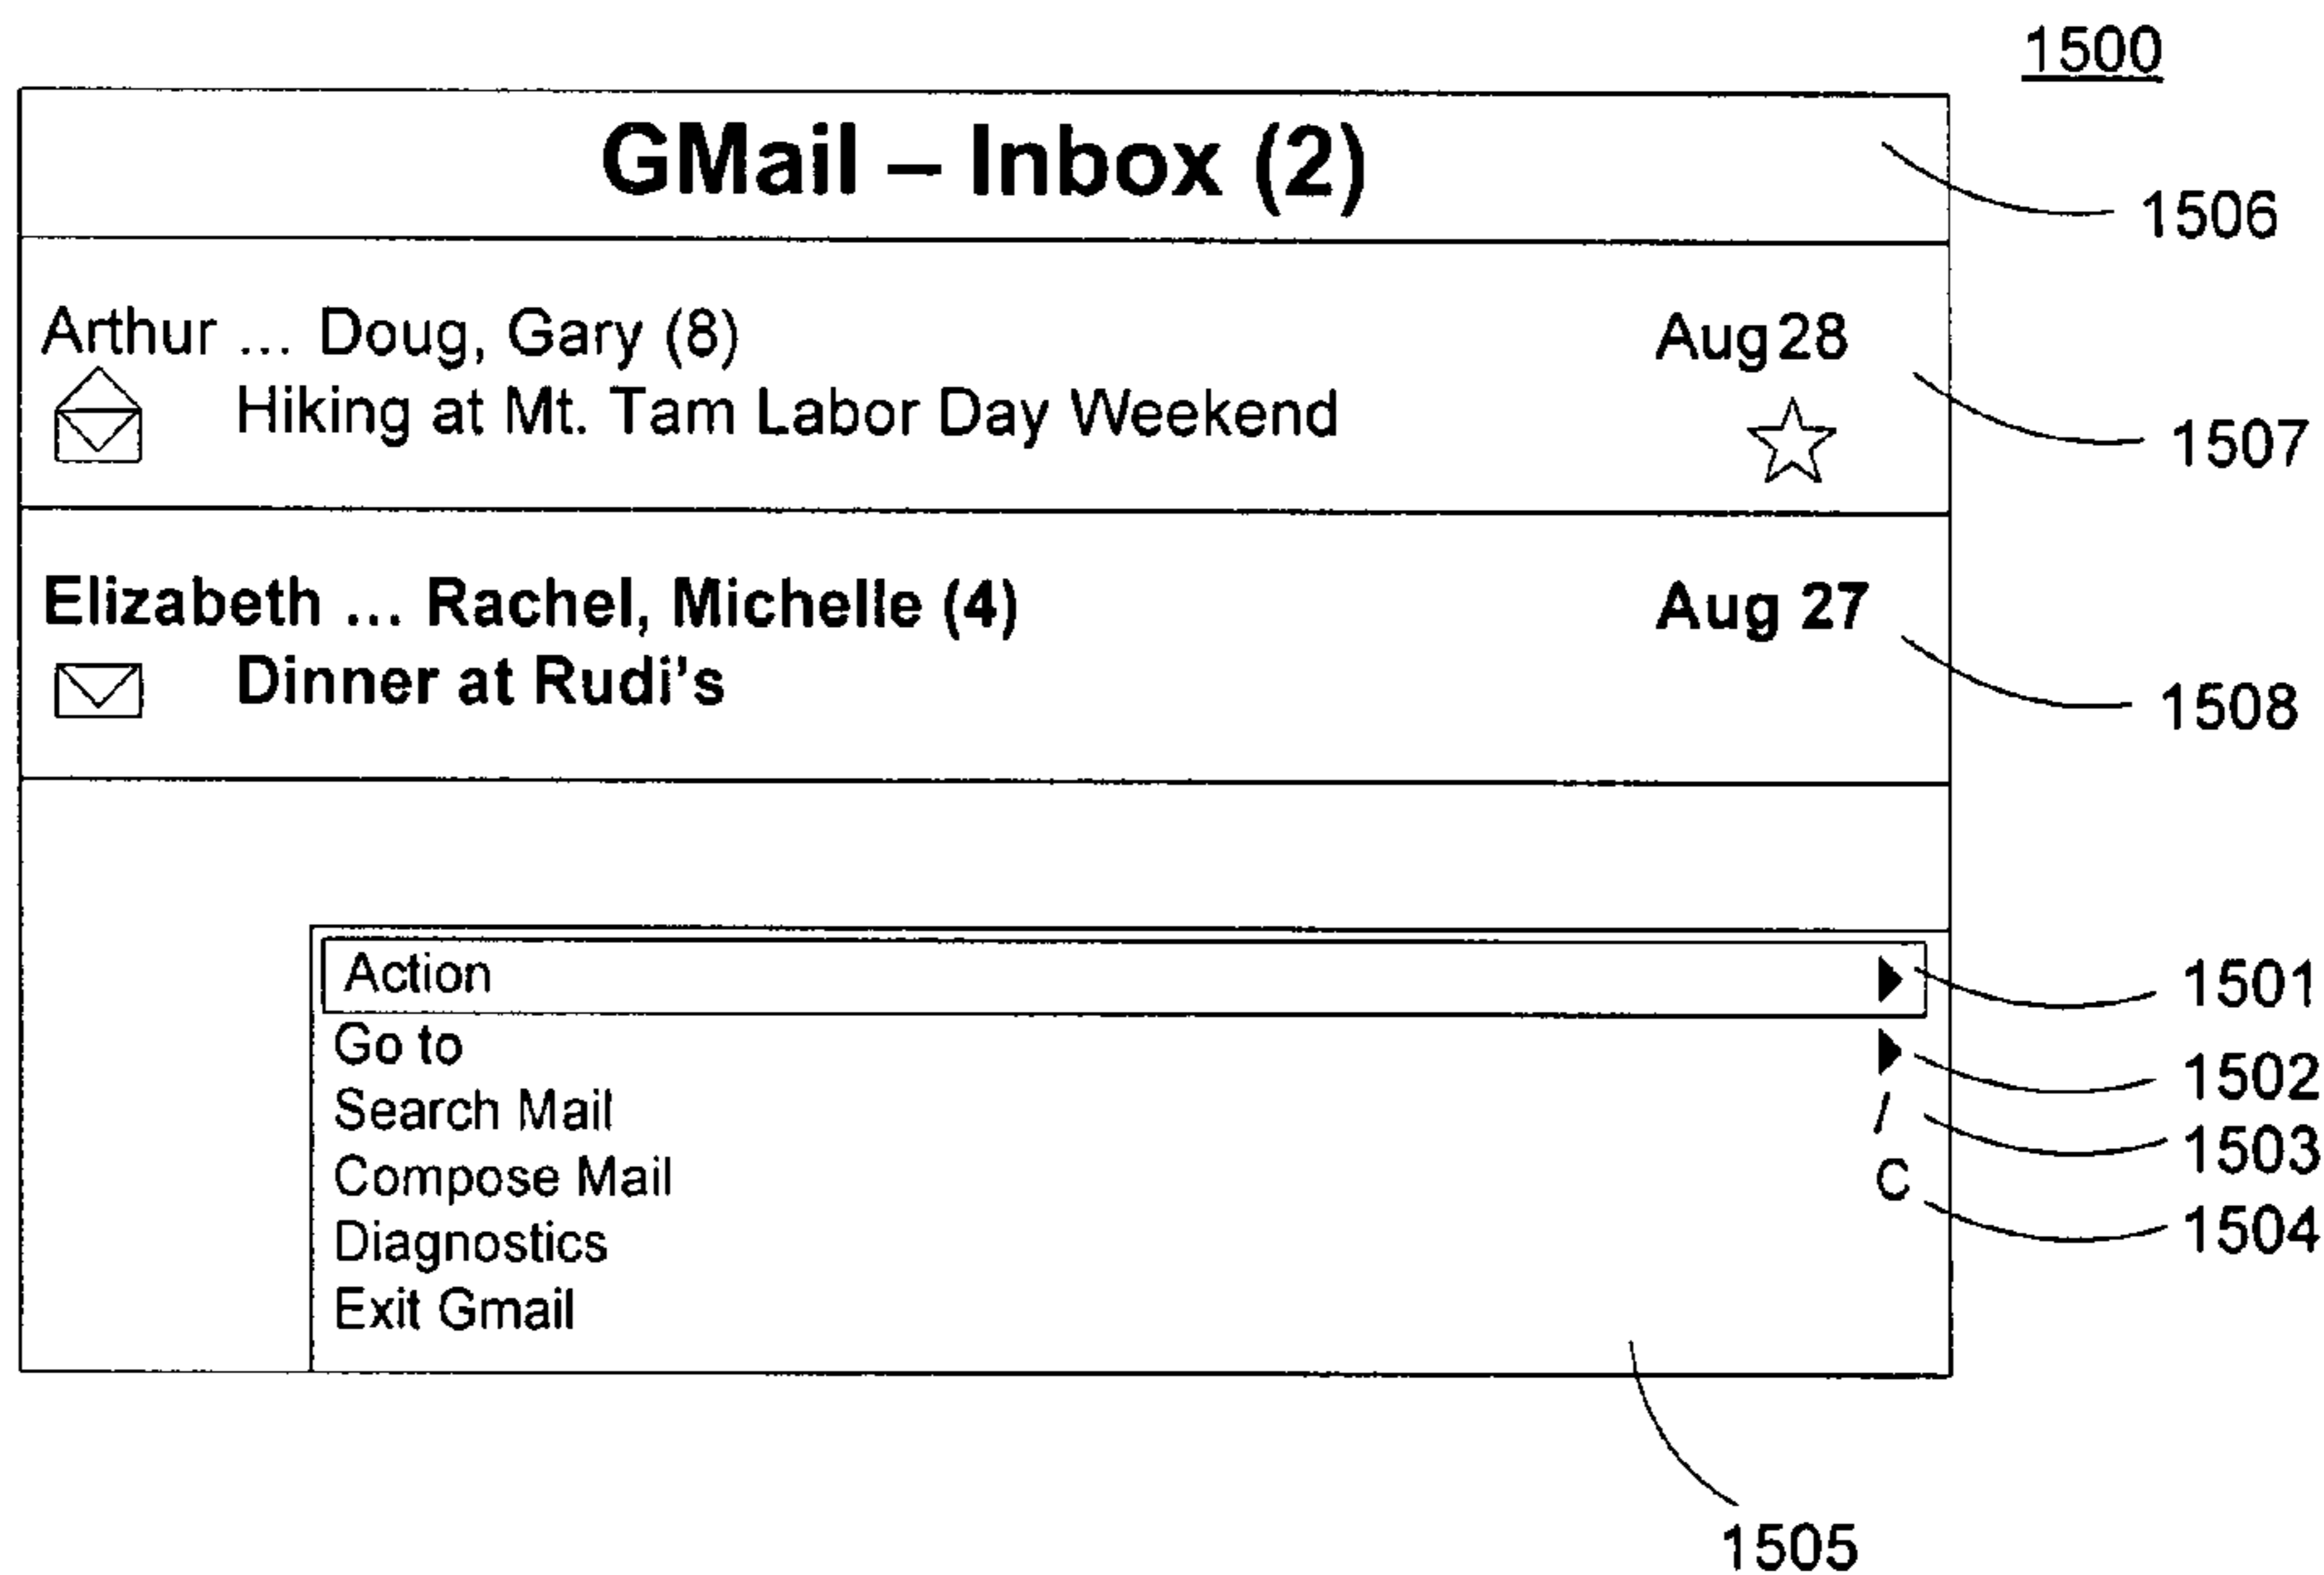 1500
GMail – Inbox (2)
1506
Arthur ... Doug, Gary (8) Aug 28
Hiking at Mt. Tam Labor Day Weekend
1507
Elizabeth ... Rachel, Michelle (4) Aug 27
Dinner at Rudi's
1508
Action 1501
Go to 1502
Search Mail / 1503
Compose Mail C 1504
Diagnostics
Exit Gmail
1505